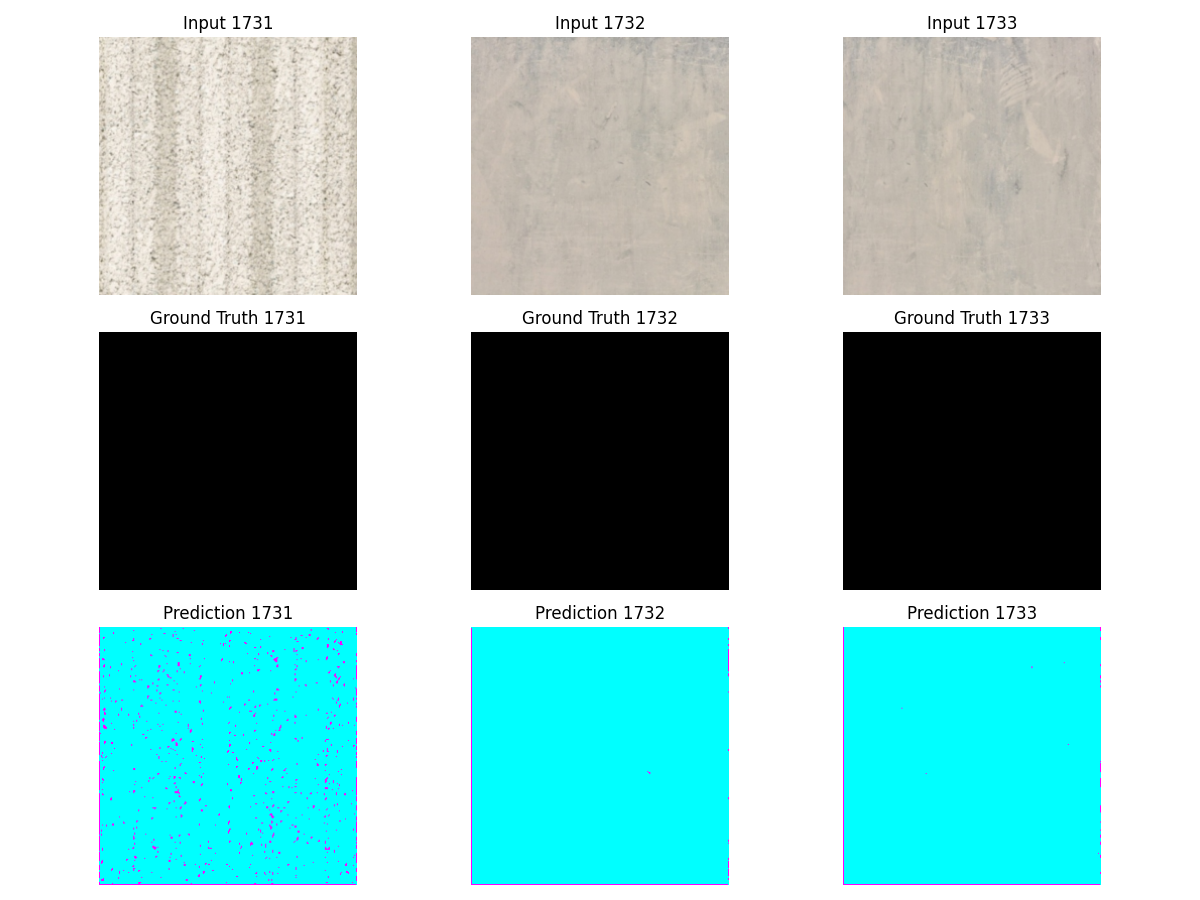 Input 1731
Input 1732
Input 1733
Ground Truth 1731
Ground Truth 1732
Ground Truth 1733
Prediction 1731
Prediction 1732
Prediction 1733